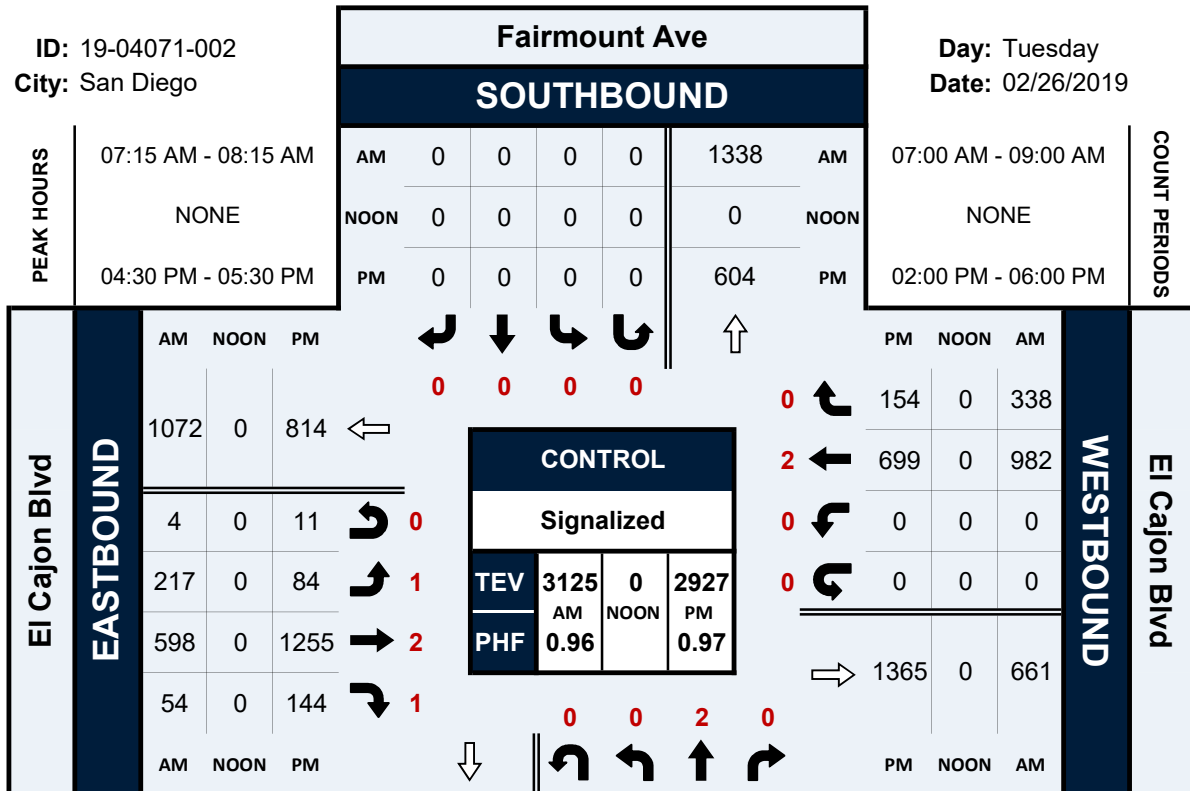 ID: 19-04071-002
City: San Diego
Fairmount Ave
SOUTHBOUND
Day: Tuesday
Date: 02/26/2019
PEAK HOURS
07:15 AM - 08:15 AM
NONE
04:30 PM - 05:30 PM
AM 0 0 0 0 1338 AM
NOON 0 0 0 0 0 NOON
PM 0 0 0 0 604 PM
07:00 AM - 09:00 AM
NONE
02:00 PM - 06:00 PM
COUNT PERIODS
0 0 0 0
El Cajon Blvd
EASTBOUND
AM NOON PM
1072 0 814
4 0 11 0
217 0 84 1
598 0 1255 2
54 0 144 1
AM NOON PM
CONTROL
Signalized
TEV 3125 0 2927
AM NOON PM
PHF 0.96 0.97
PM NOON AM
0 154 0 338
2 699 0 982
0 0 0 0
0 0 0 0
1365 0 661
PM NOON AM
WESTBOUND
El Cajon Blvd
0 0 2 0